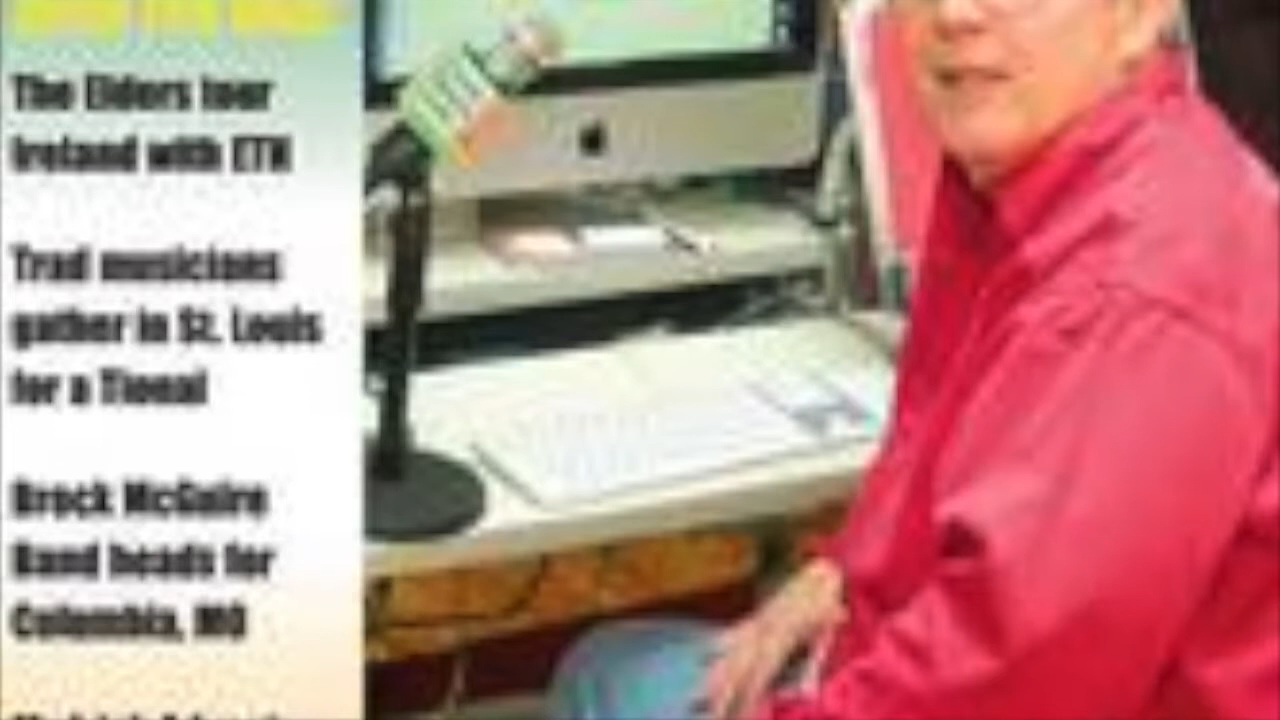 The Elders tour
Ireland with ETK
Trad musicians
gather in St. Louis
for a Tional
Brock McGuire
Band heads for
Columbia, MO